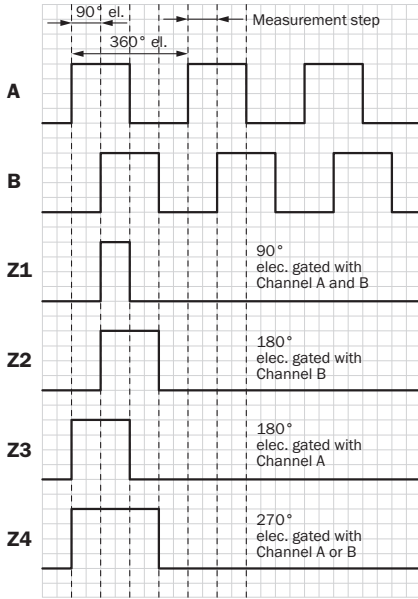 90° el.
Measurement step
360° el.
A
B
Z1
90°
elec. gated with
Channel A and B
Z2
180°
elec. gated with
Channel B
Z3
180°
elec. gated with
Channel A
Z4
270°
elec. gated with
Channel A or B